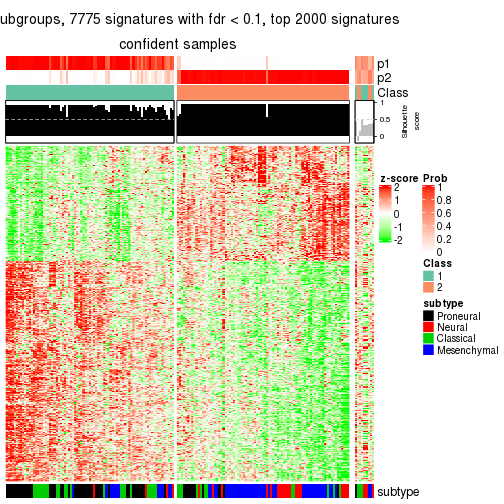 ubgroups, 7775 signatures with fdr < 0.1, top 2000 signatures
confident samples
p1
p2
Class
1
0.5
0
Silhouette
score
z-score
2
1
0
-1
-2
Prob
1
0.8
0.6
0.4
0.2
0
Class
1
2
subtype
Proneural
Neural
Classical
Mesenchymal
subtype